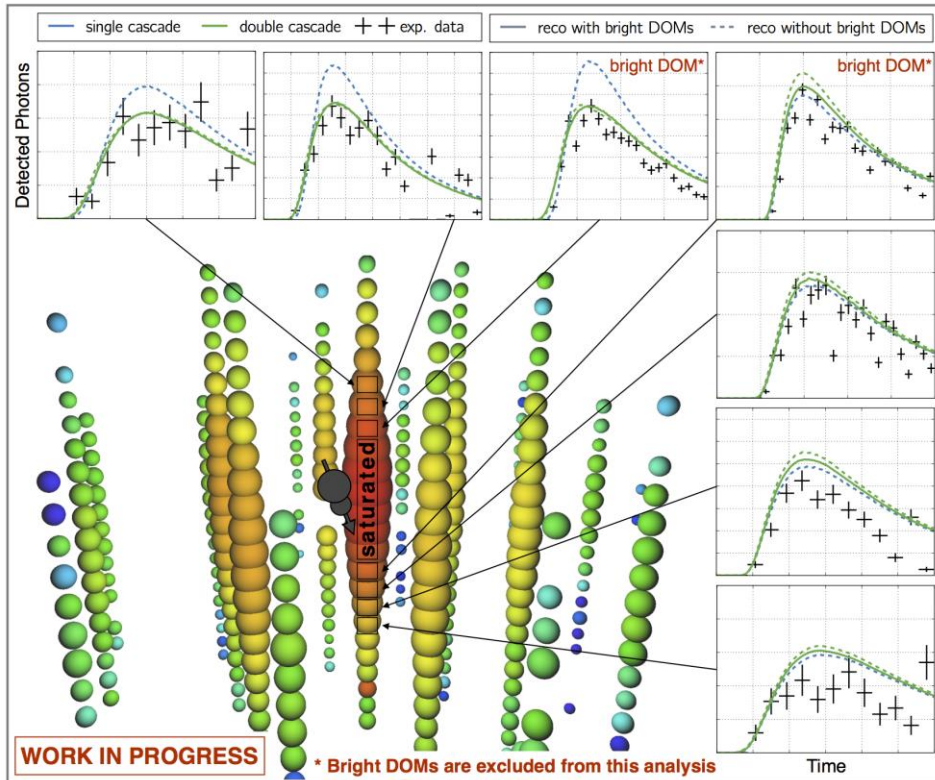 single cascade double cascade exp. data reco with bright DOMs reco without bright DOMs
bright DOM*
bright DOM*
Detected Photons
saturated
WORK IN PROGRESS
* Bright DOMs are excluded from this analysis
Time